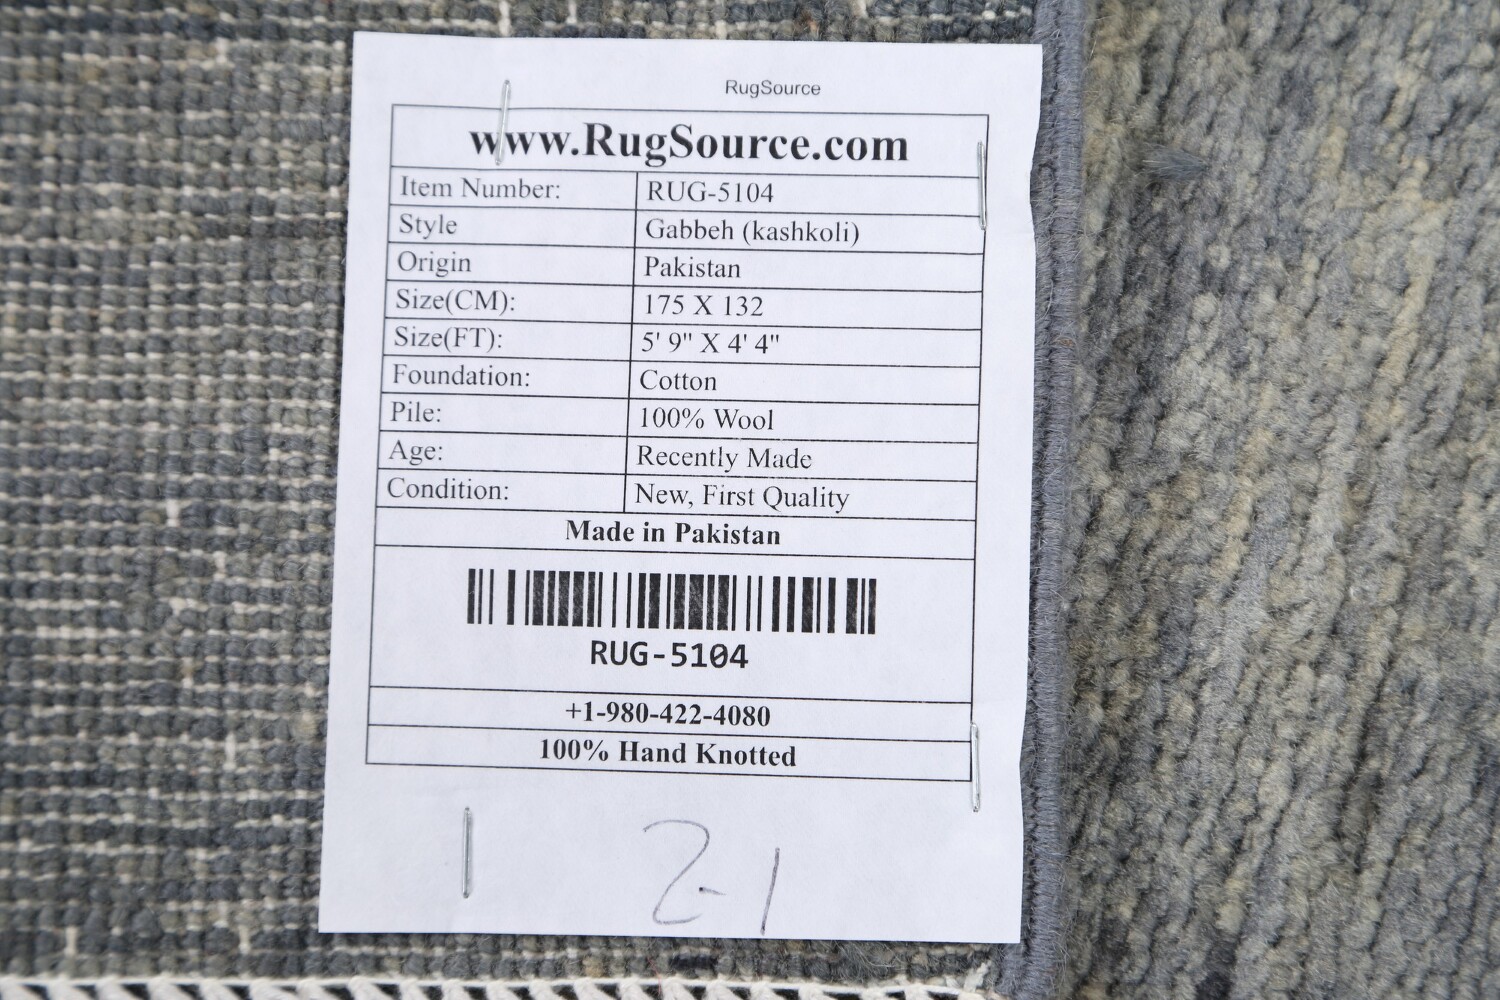 RugSource
www.RugSource.com
Item Number: RUG-5104
Style Gabbeh (kashkoli)
Origin Pakistan
Size(CM): 175 X 132
Size(FT): 5' 9" X 4' 4"
Foundation: Cotton
Pile: 100% Wool
Age: Recently Made
Condition: New, First Quality
Made in Pakistan
RUG-5104
+1-980-422-4080
100% Hand Knotted
2-1